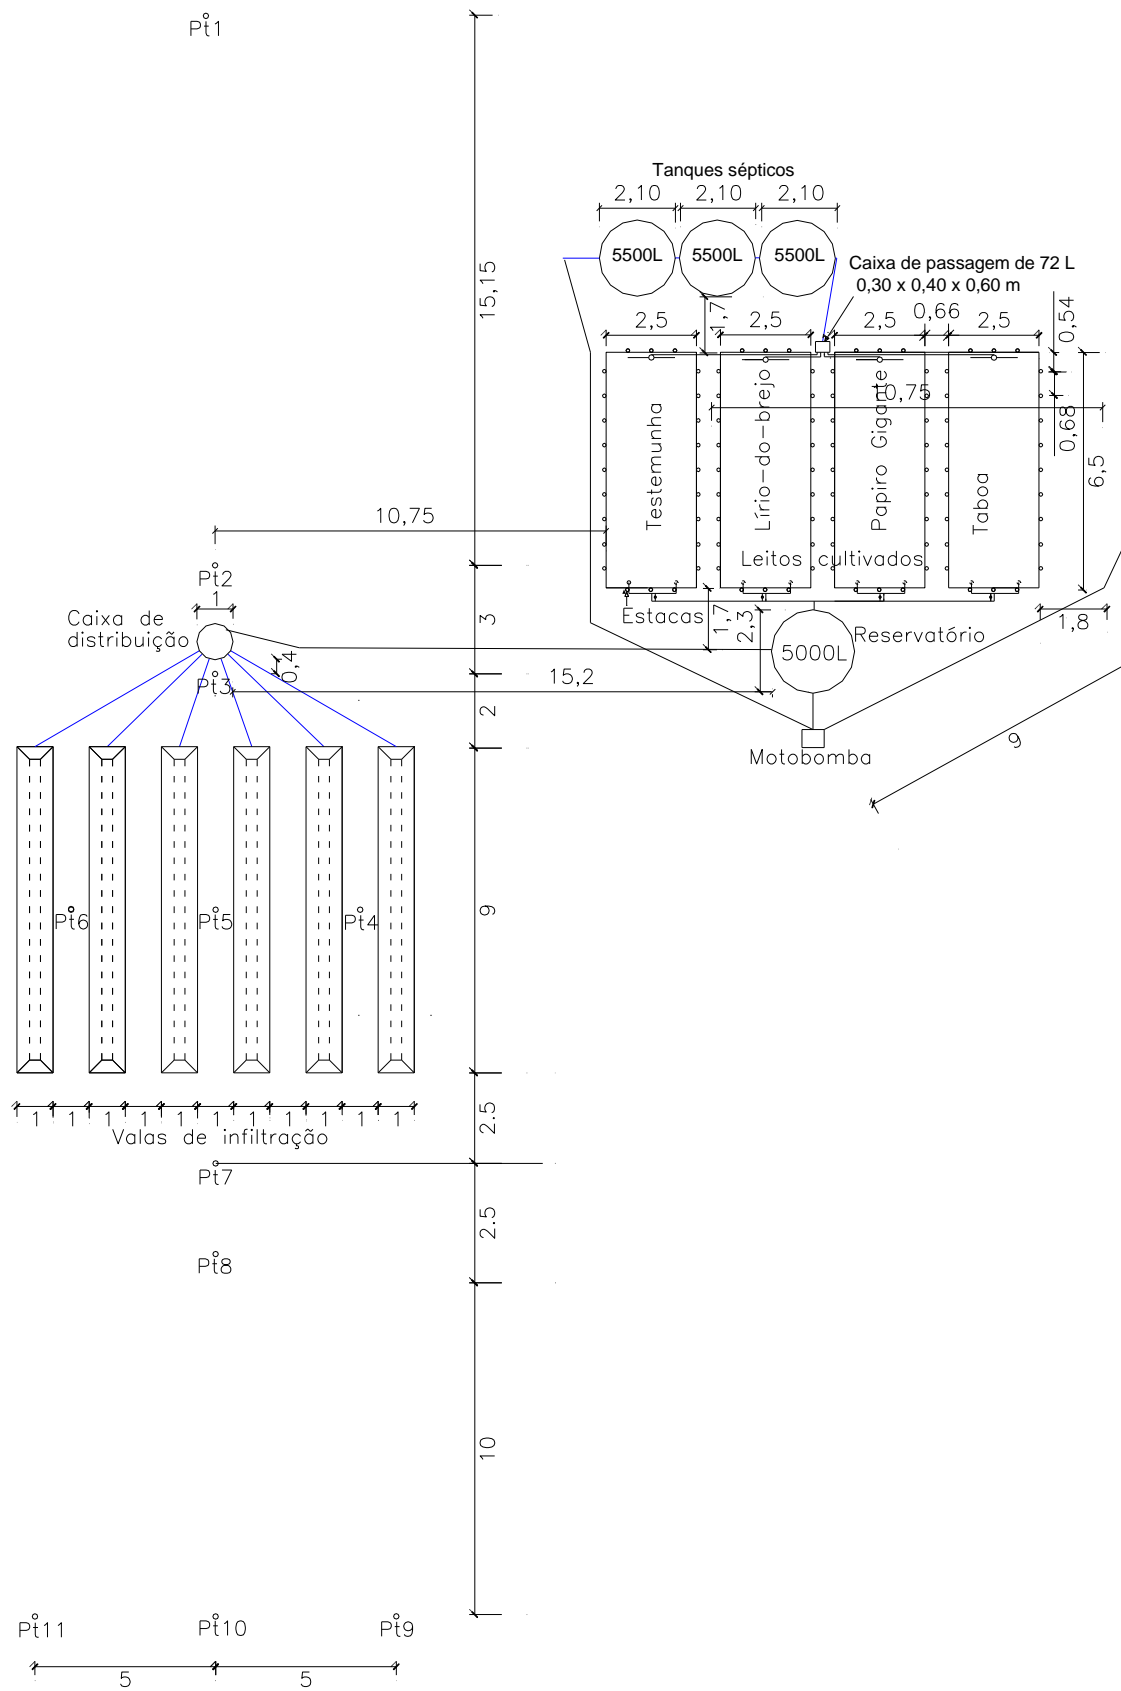 Pt1
Tanques sépticos
2,10
2,10
2,10
5500L
5500L
5500L
Caixa de passagem de 72 L
0,30 x 0,40 x 0,60 m
15,15
1,7
2,5
2,5
2,5
0,66
2,5
0,54
10,75
0,68
6,5
Testemunha
Lírio-do-brejo
Papiro Gigante
Taboa
10,75
Leitos cultivados
Pt2
1
Caixa de
distribuição
3
Estacas
1,7
2,3
Reservatório
1,8
5000L
0,4
Pt3
15,2
2
Motobomba
9
Pt6
Pt5
Pt4
9
1
1
1
1
1
1
1
1
1
1
1
Valas de infiltração
2.5
Pt7
2.5
Pt8
10
Pt11
Pt10
Pt9
5
5